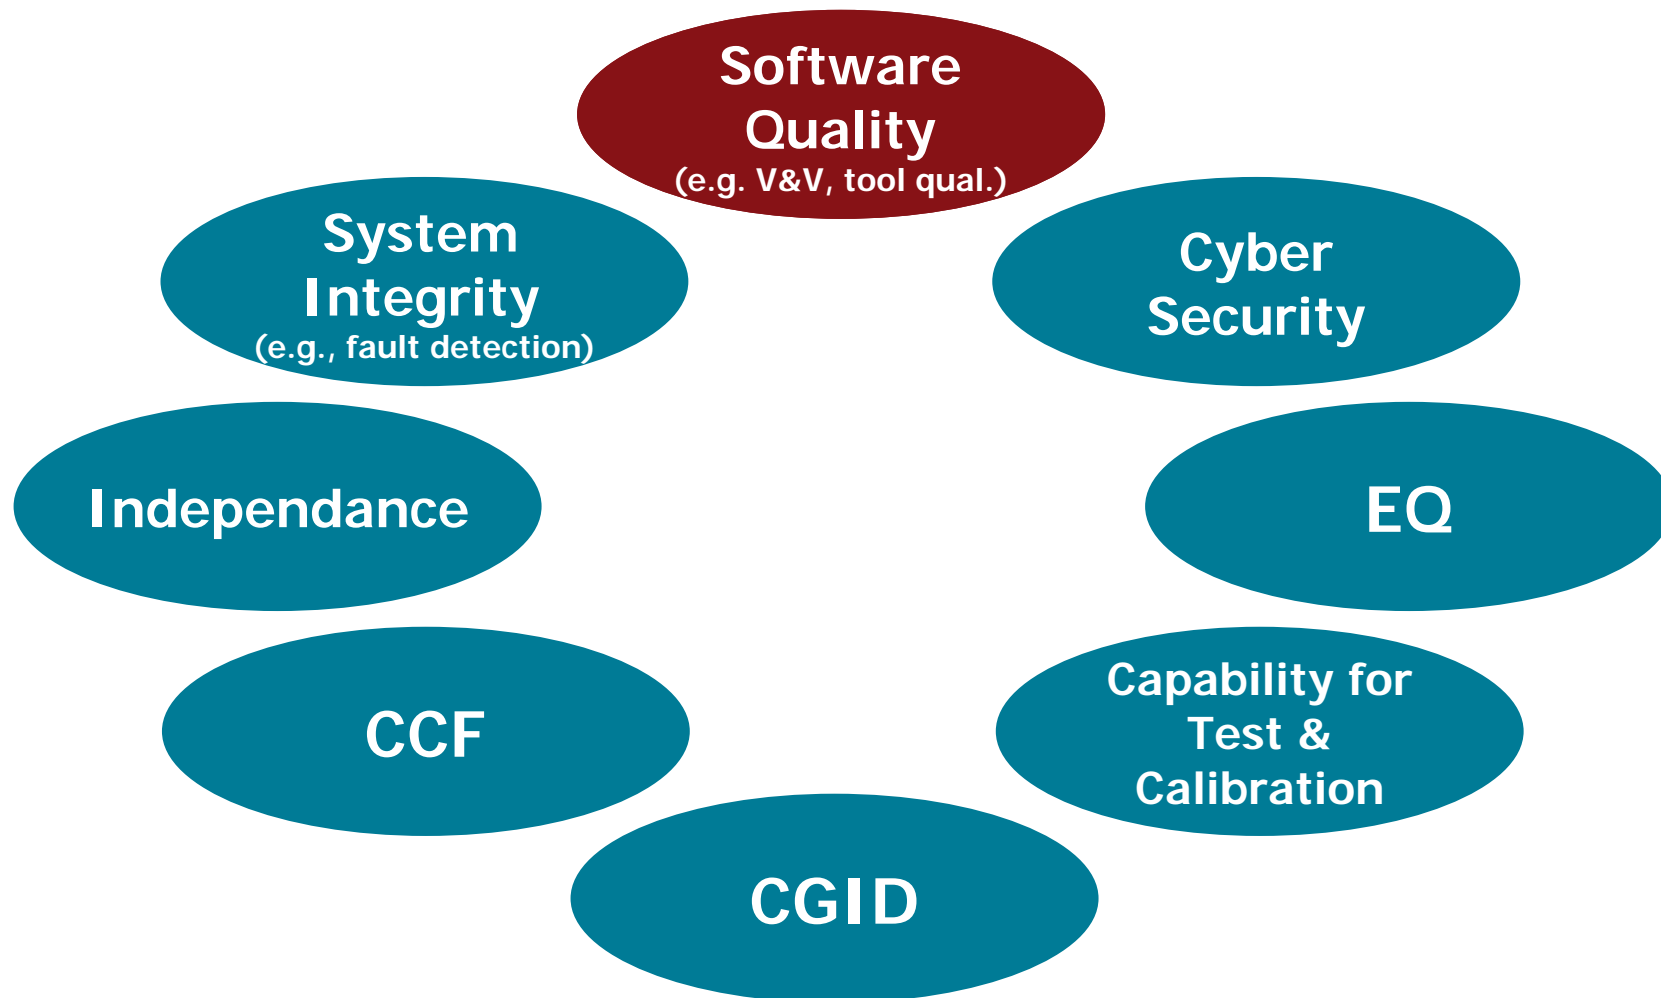 Software
Quality
(e.g. V&V, tool qual.)
System
Integrity
(e.g., fault detection)
Cyber
Security
Independance
EQ
CCF
Capability for
Test &
Calibration
CGID